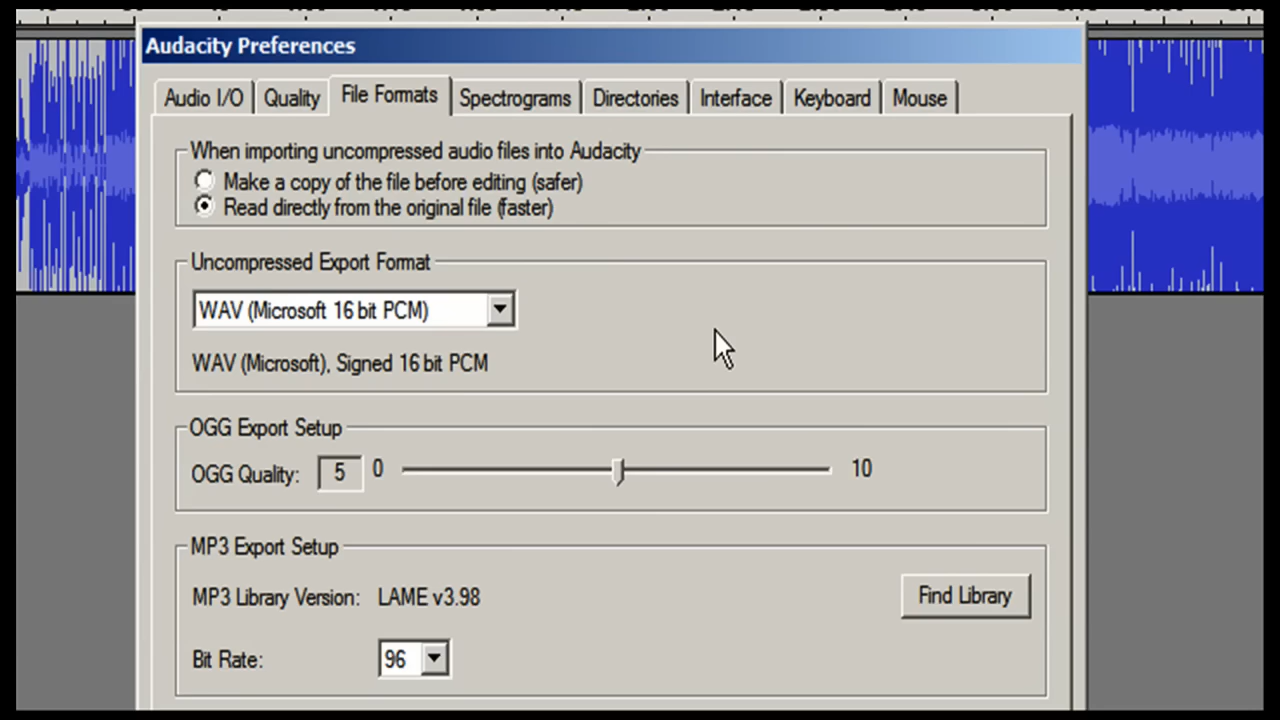 Audacity Preferences
Audio I/O Quality File Formats Spectrograms Directories Interface Keyboard Mouse
When importing uncompressed audio files into Audacity
Make a copy of the file before editing (safer)
Read directly from the original file (faster)
Uncompressed Export Format
WAV (Microsoft 16 bit PCM)
WAV (Microsoft), Signed 16 bit PCM
OGG Export Setup
OGG Quality: 5 0 10
MP3 Export Setup
MP3 Library Version: LAME v3.98 Find Library
Bit Rate: 96